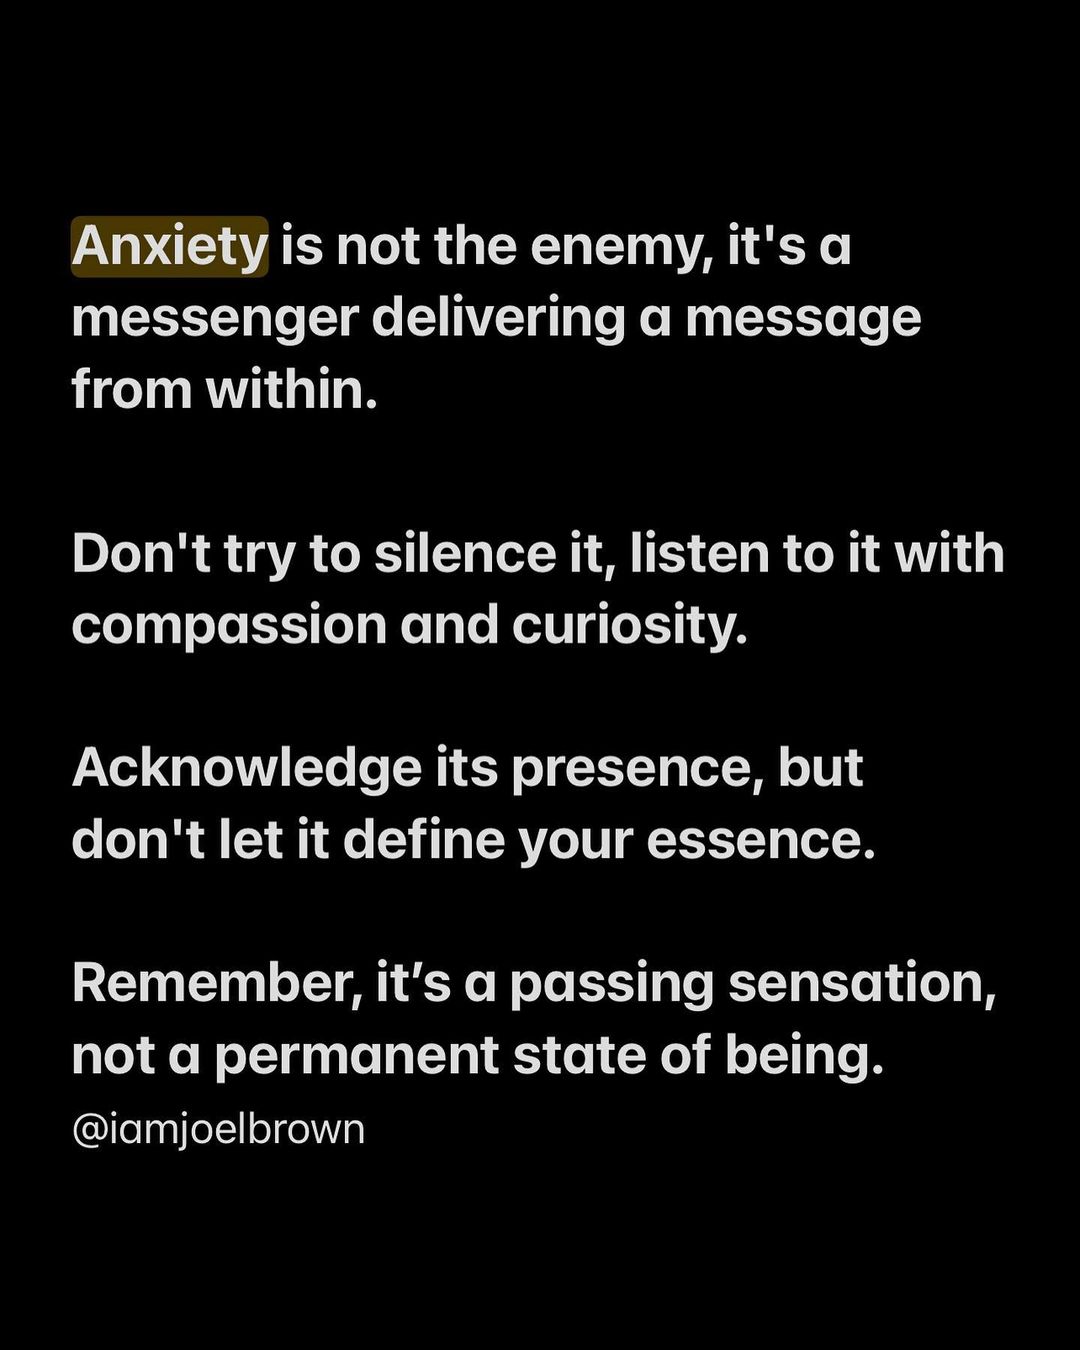 Anxiety is not the enemy, it's a
messenger delivering a message
from within.
Don't try to silence it, listen to it with
compassion and curiosity.
Acknowledge its presence, but
don't let it define your essence.
Remember, it’s a passing sensation,
not a permanent state of being.
@iamjoelbrown